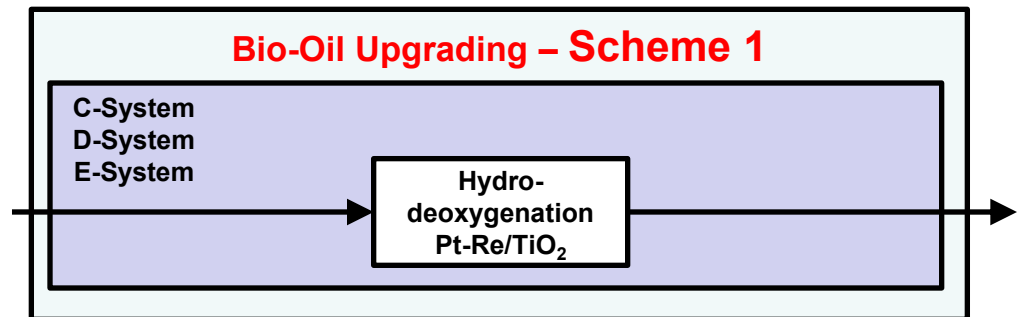 Bio-Oil Upgrading – Scheme 1
C-System
D-System
E-System
Hydro-
deoxygenation
Pt-Re/TiO₂